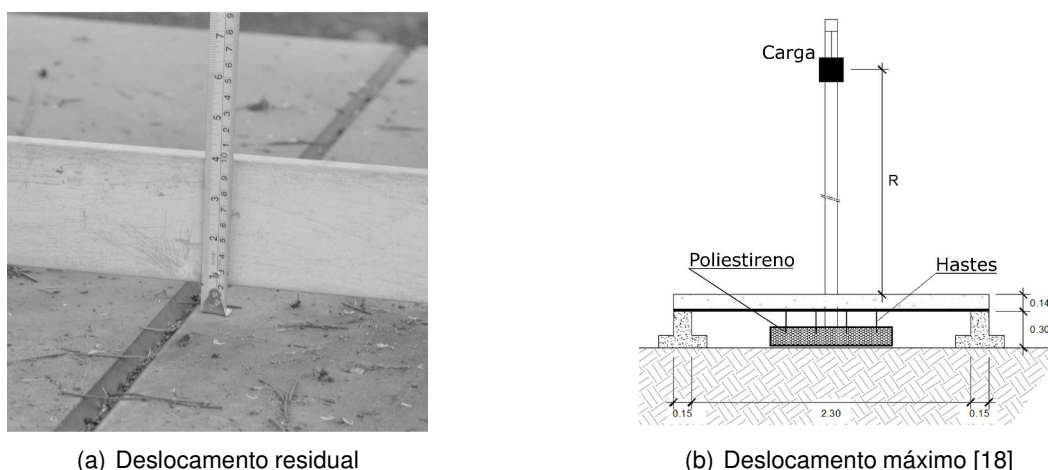 Carga
R
Poliestireno
Hastes
0.14
0.30
0.15
2.30
0.15
(a) Deslocamento residual
(b) Deslocamento máximo [18]